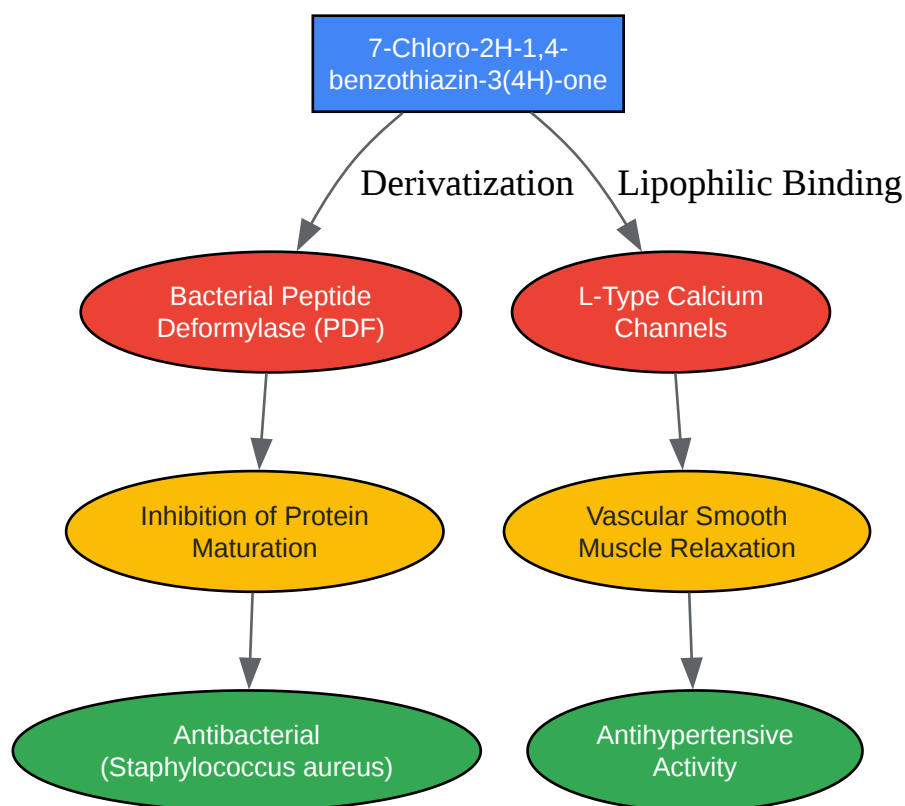 7-Chloro-2H-1,4-
benzothiazin-3(4H)-one
Derivatization
Lipophilic Binding
Bacterial Peptide
Deformylase (PDF)
L-Type Calcium
Channels
Inhibition of Protein
Maturation
Vascular Smooth
Muscle Relaxation
Antibacterial
(Staphylococcus aureus)
Antihypertensive
Activity